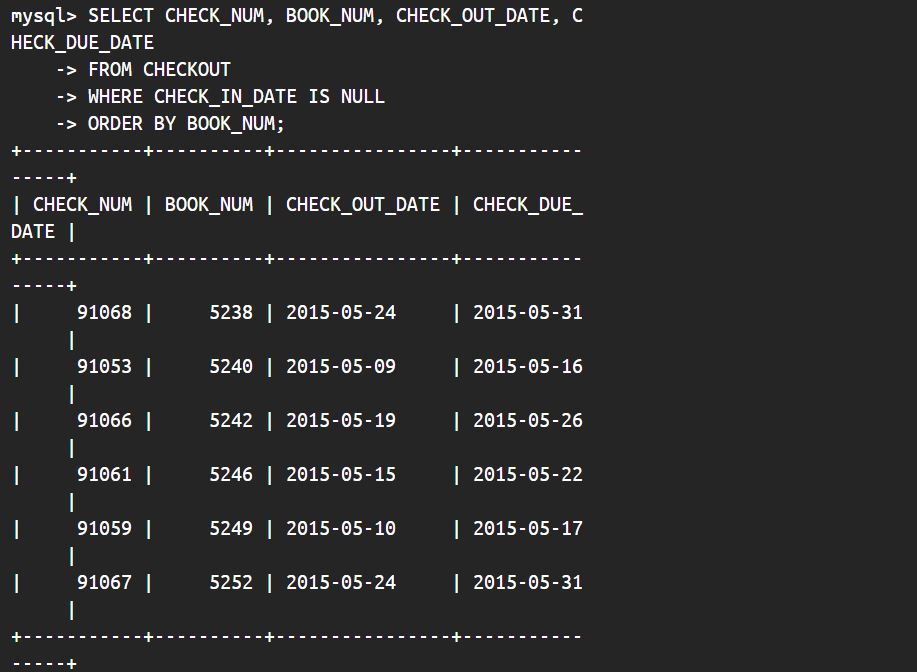 mysql> SELECT CHECK_NUM, BOOK_NUM, CHECK_OUT_DATE, C
HECK_DUE_DATE
    -> FROM CHECKOUT
    -> WHERE CHECK_IN_DATE IS NULL
    -> ORDER BY BOOK_NUM;
+-----------+----------+----------------+-----------
-----+
| CHECK_NUM | BOOK_NUM | CHECK_OUT_DATE | CHECK_DUE_
DATE |
+-----------+----------+----------------+-----------
-----+
|     91068 |     5238 | 2015-05-24     | 2015-05-31
     |
|     91053 |     5240 | 2015-05-09     | 2015-05-16
     |
|     91066 |     5242 | 2015-05-19     | 2015-05-26
     |
|     91061 |     5246 | 2015-05-15     | 2015-05-22
     |
|     91059 |     5249 | 2015-05-10     | 2015-05-17
     |
|     91067 |     5252 | 2015-05-24     | 2015-05-31
     |
+-----------+----------+----------------+-----------
-----+